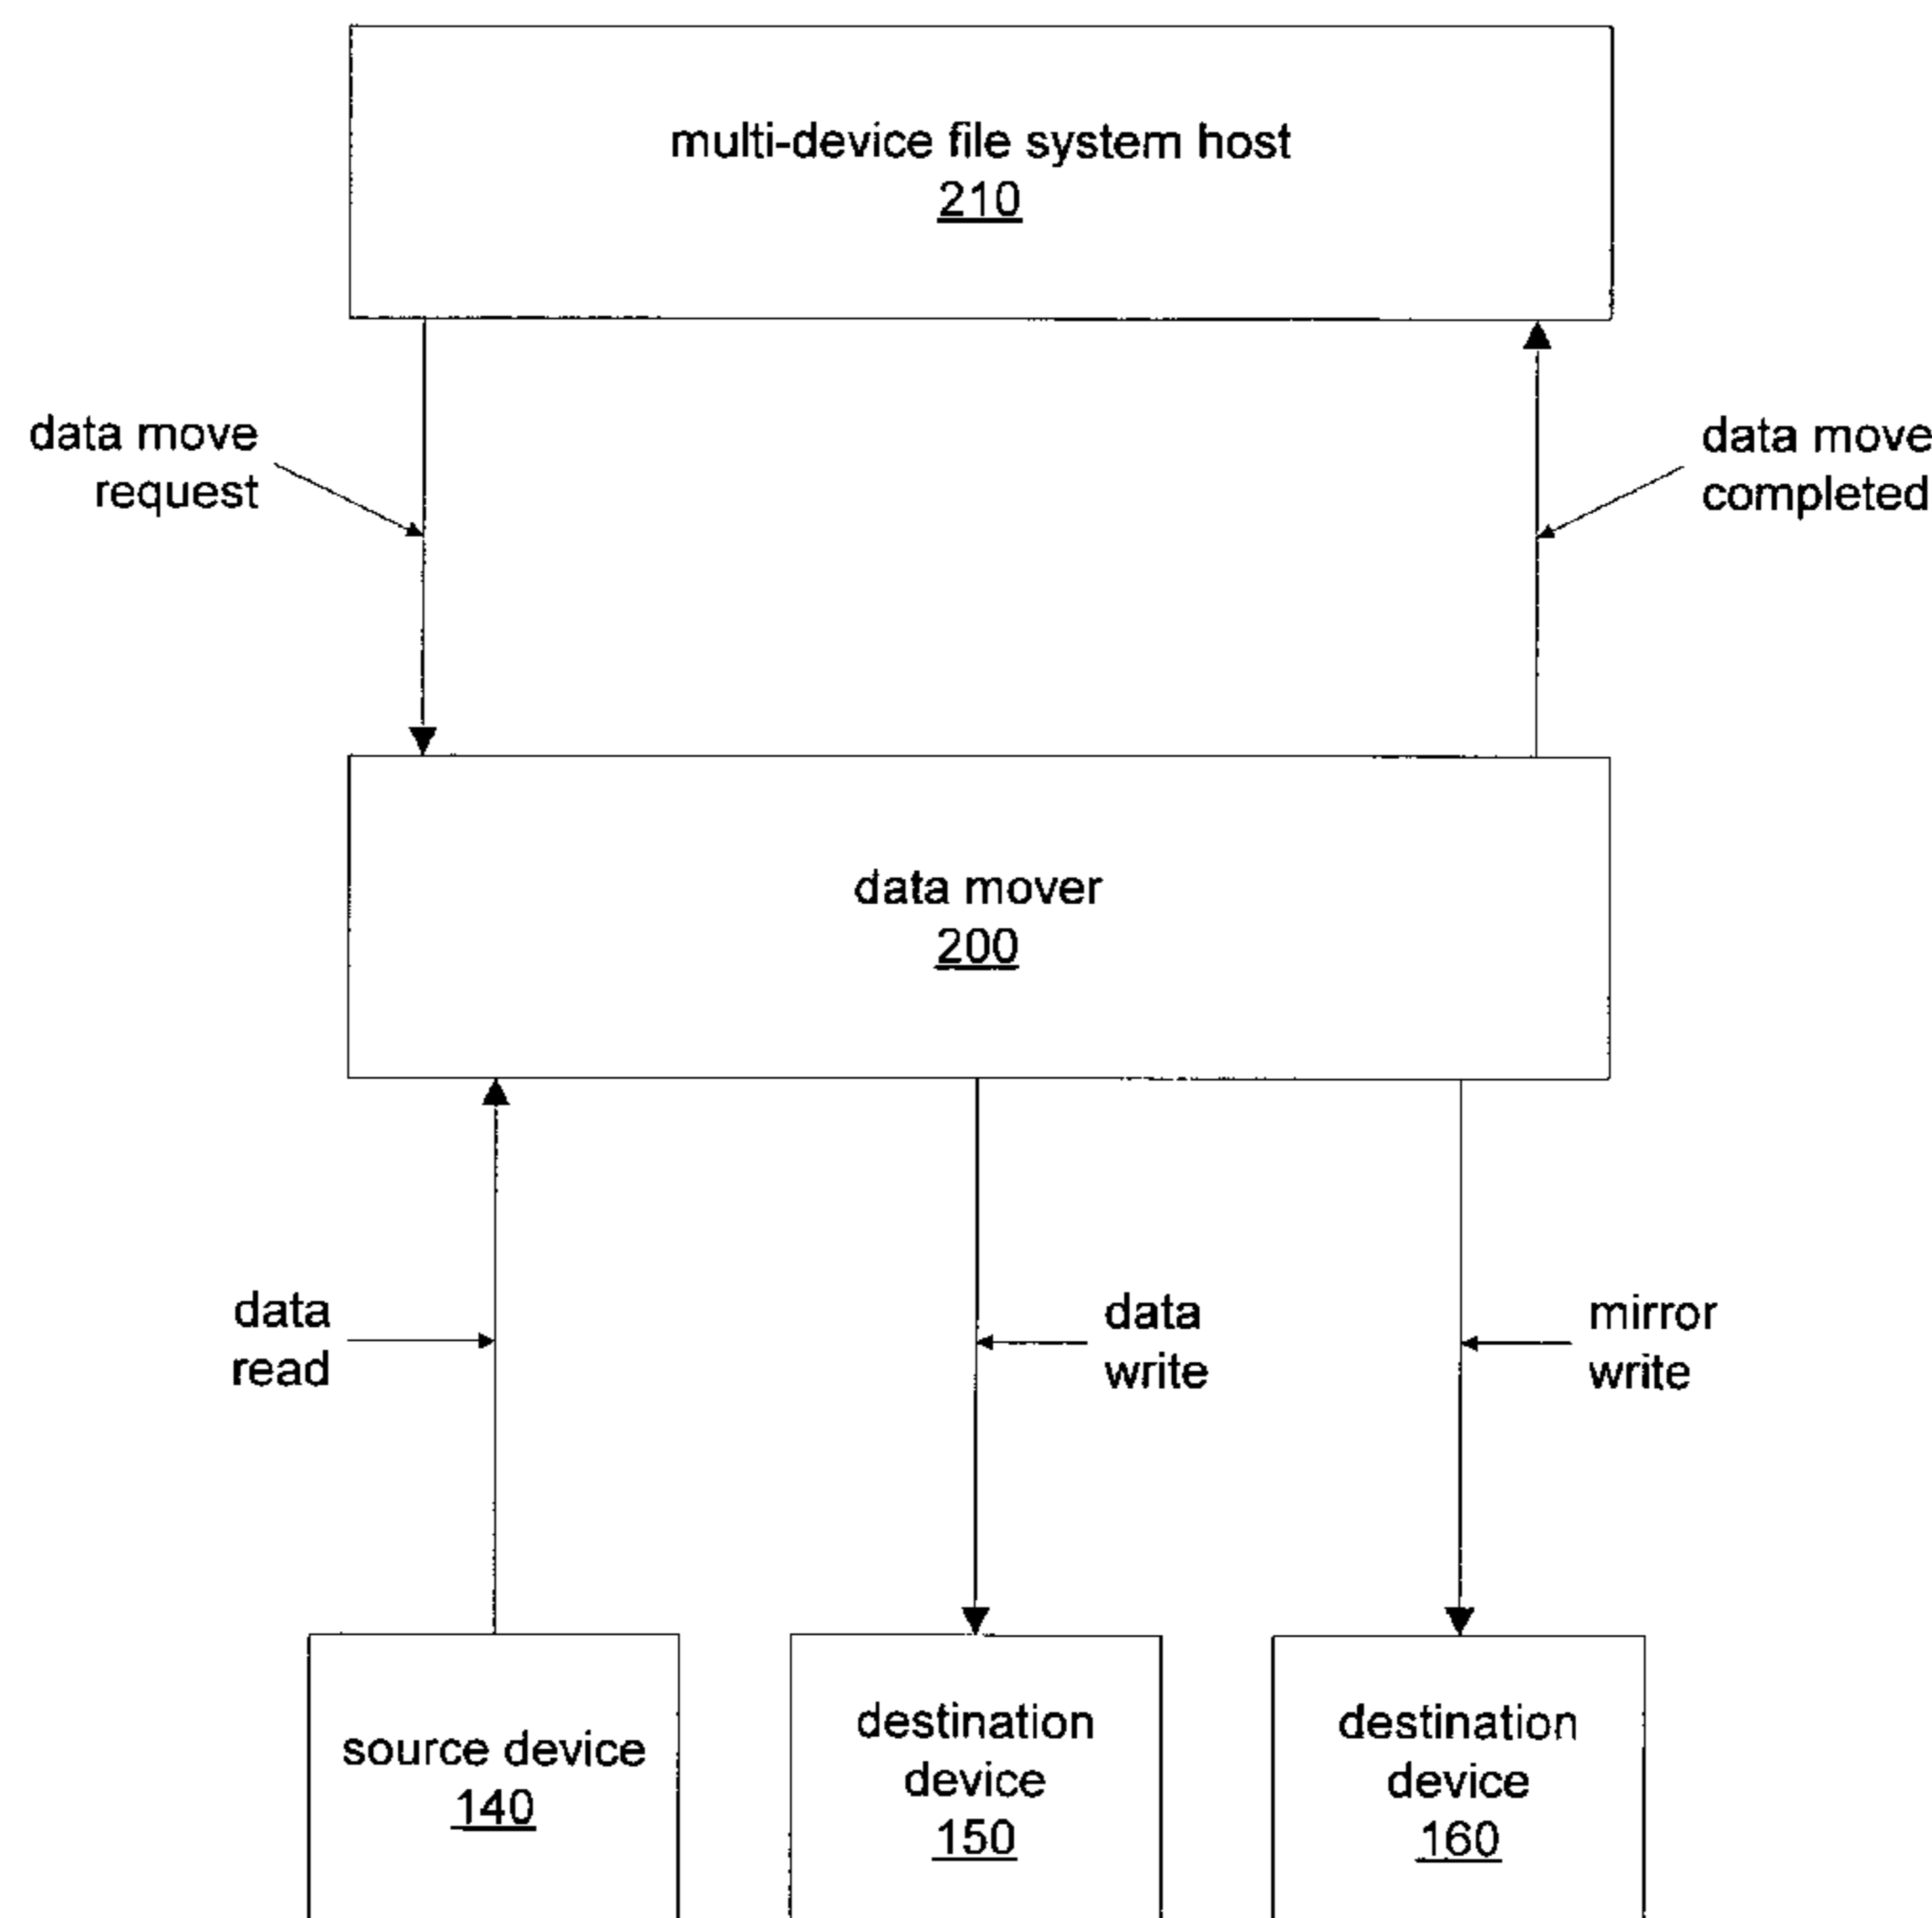 multi-device file system host
210
data move
request
data move
completed
data mover
200
data
read
data
write
mirror
write
source device
140
destination
device
150
destination
device
160